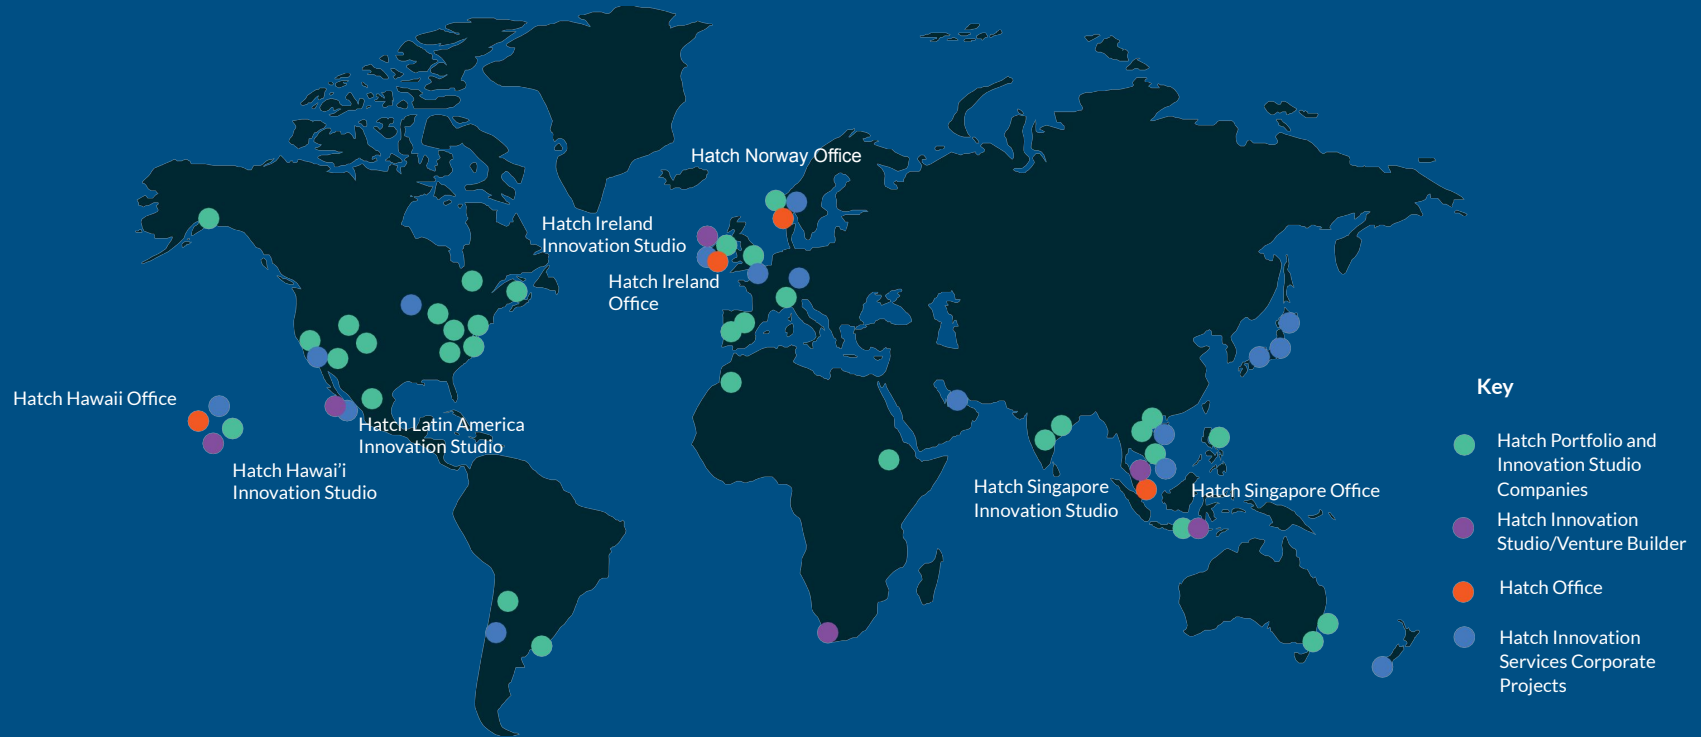 Hatch Norway Office
Hatch Ireland
Innovation Studio
Hatch Ireland
Office
Hatch Hawaii Office
Hatch Latin America
Innovation Studio
Hatch Hawai’i
Innovation Studio
Hatch Singapore
Innovation Studio
Hatch Singapore Office
Key
Hatch Portfolio and
Innovation Studio
Companies
Hatch Innovation
Studio/Venture Builder
Hatch Office
Hatch Innovation
Services Corporate
Projects